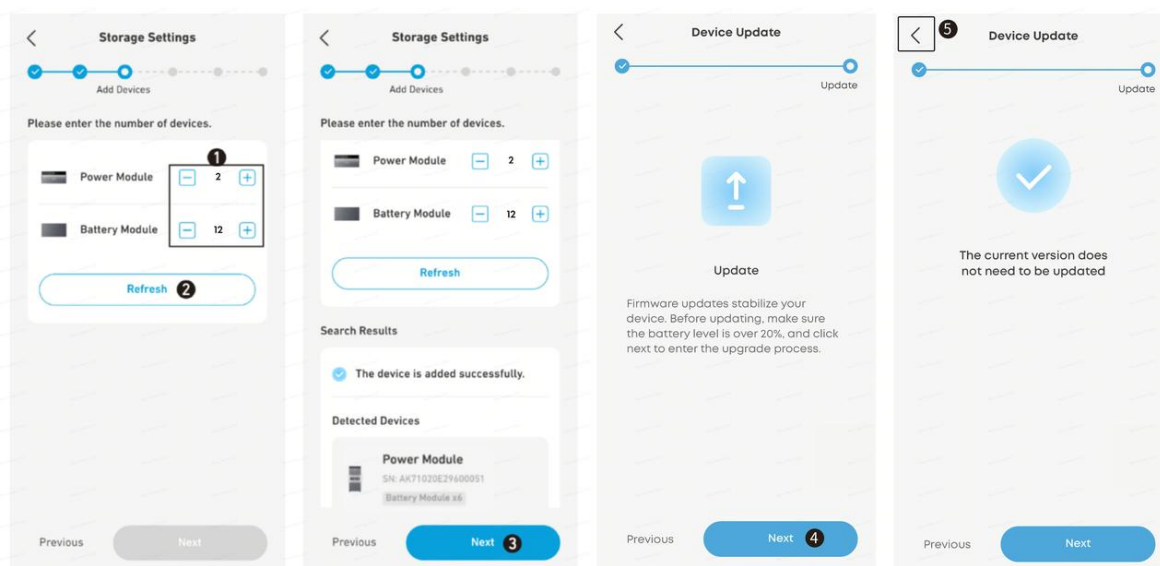 Storage Settings
Add Devices
Please enter the number of devices.
1
Power Module 2
Battery Module 12
Refresh 2
Previous Next
Storage Settings
Add Devices
Please enter the number of devices.
Power Module 2
Battery Module 12
Refresh
Search Results
The device is added successfully.
Detected Devices
Power Module
SN: AK71020E29600051
Battery Module x6
Previous Next 3
Device Update
Update
Update
Firmware updates stabilize your
device. Before updating, make sure
the battery level is over 20%, and click
next to enter the upgrade process.
Previous Next 4
5
Device Update
Update
The current version does
not need to be updated
Previous Next